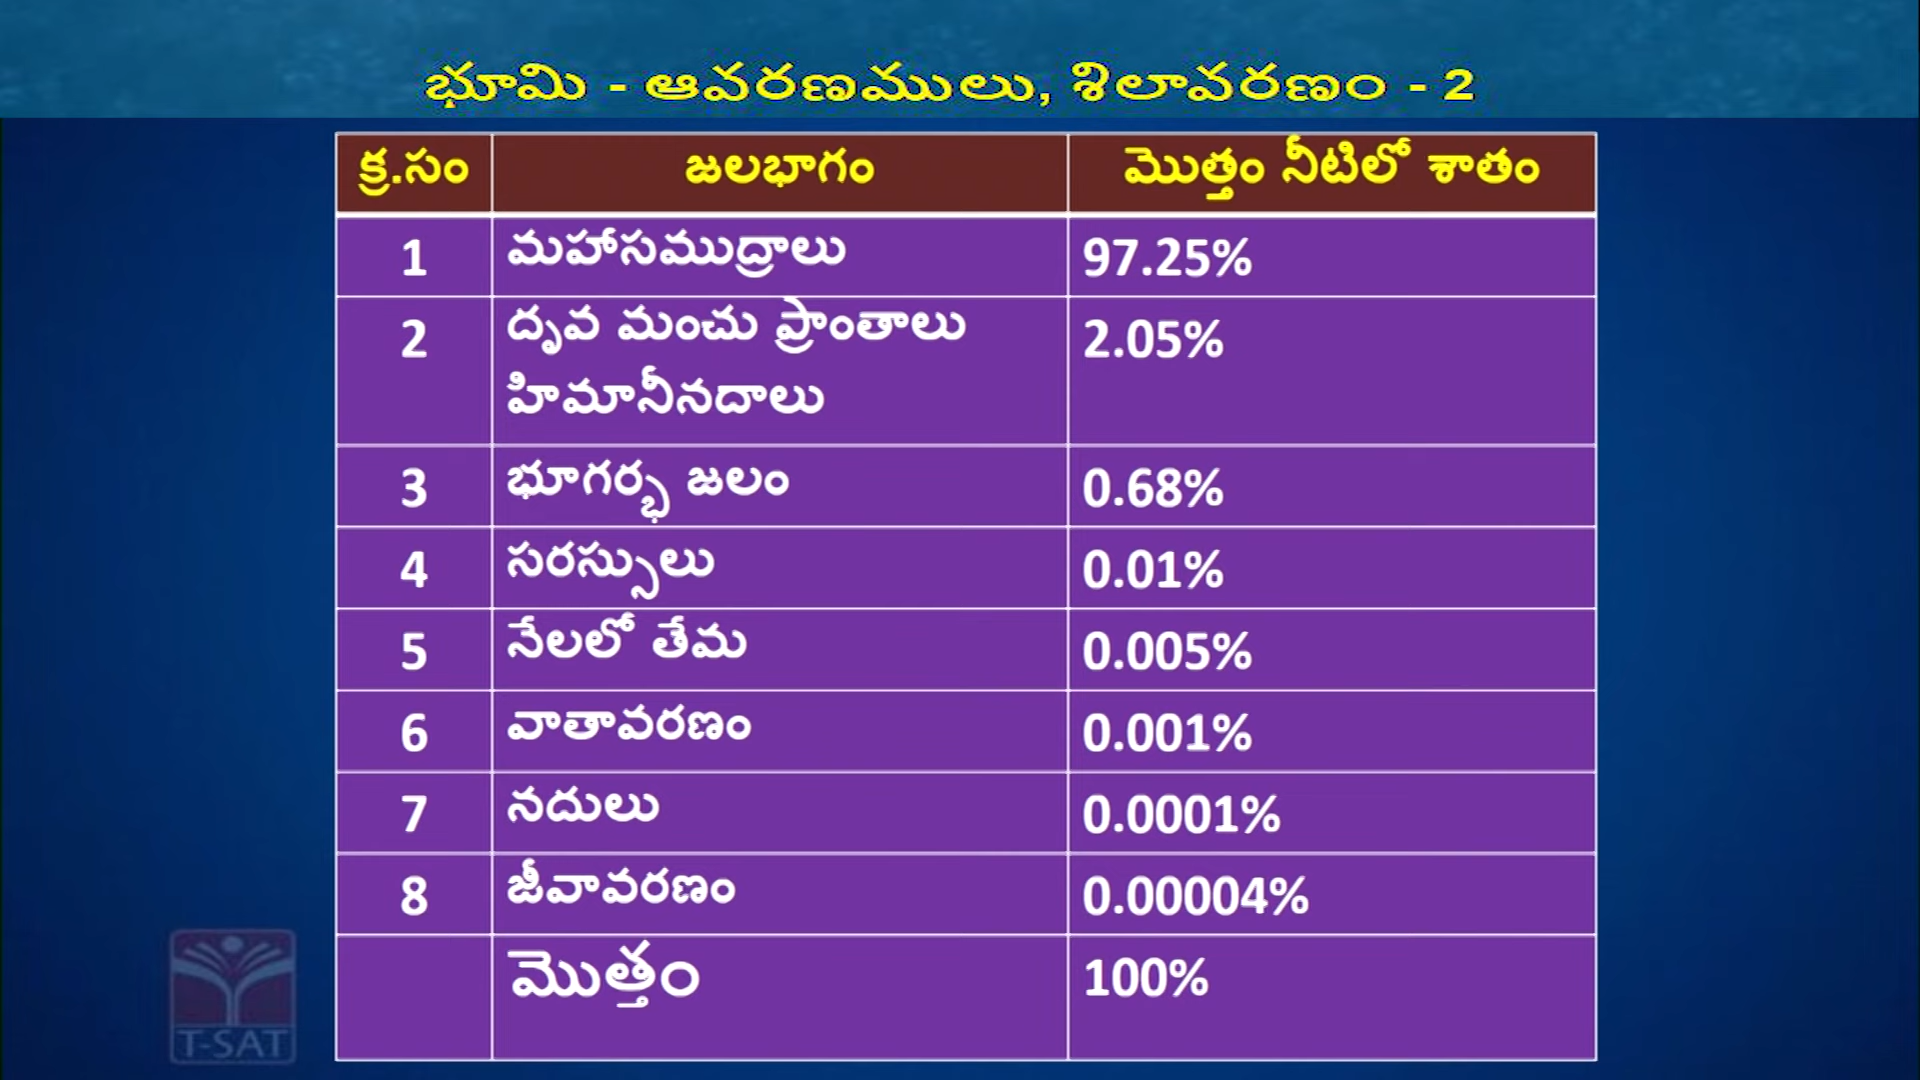 భూమి - ఆవరణములు, శిలావరణం - 2
క్ర.సం జలభాగం మొత్తం నీటిలో శాతం
1 మహాసముద్రాలు 97.25%
2 దృవ మంచు ప్రాంతాలు 2.05%
హిమానీనదాలు
3 భూగర్భ జలం 0.68%
4 సరస్సులు 0.01%
5 నేలలో తేమ 0.005%
6 వాతావరణం 0.001%
7 నదులు 0.0001%
8 జీవావరణం 0.00004%
మొత్తం 100%
T-SAT